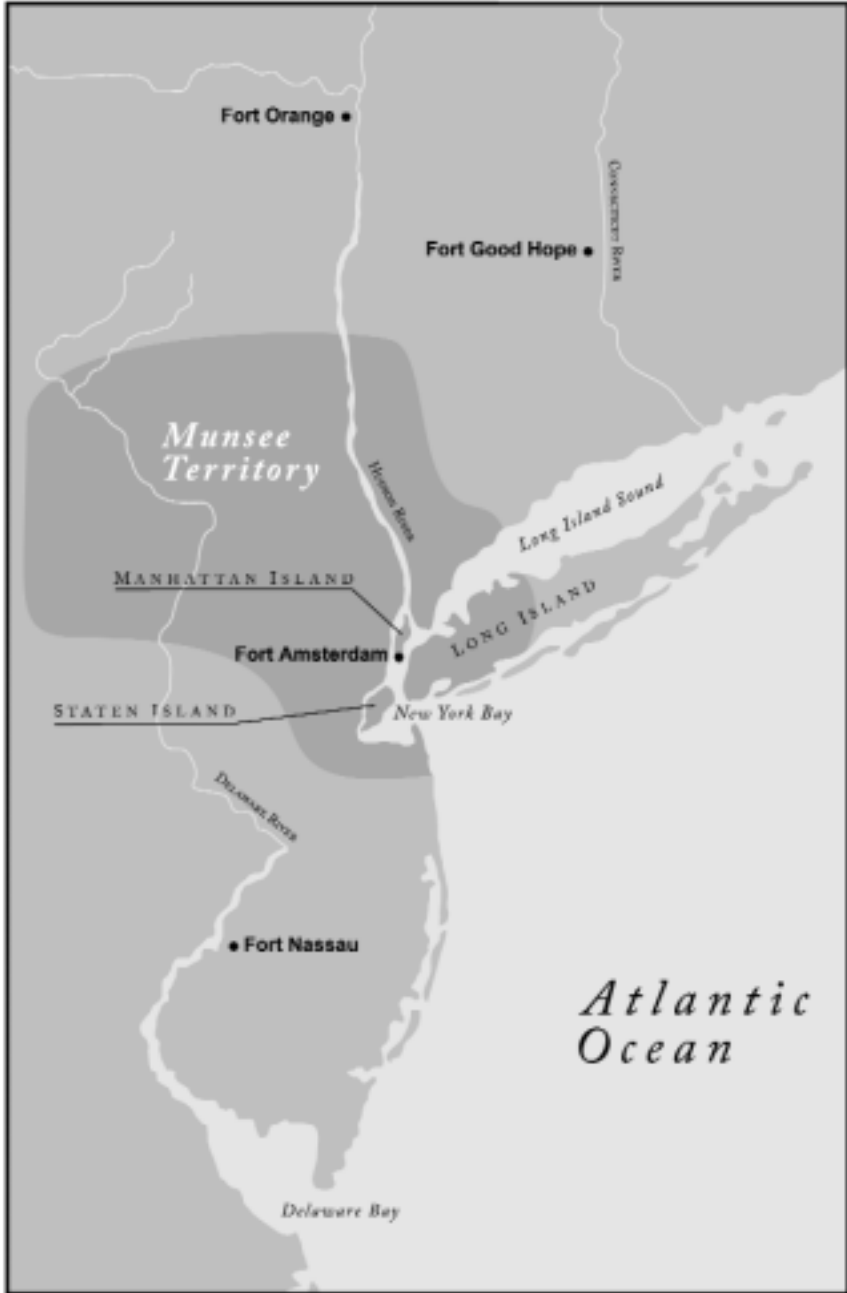 Fort Orange
CONNECTICUT RIVER
Fort Good Hope
Munsee
Territory
HUDSON RIVER
Long Island Sound
MANHATTAN ISLAND
LONG ISLAND
Fort Amsterdam
STATEN ISLAND
New York Bay
DELAWARE RIVER
Fort Nassau
Atlantic
Ocean
Delaware Bay